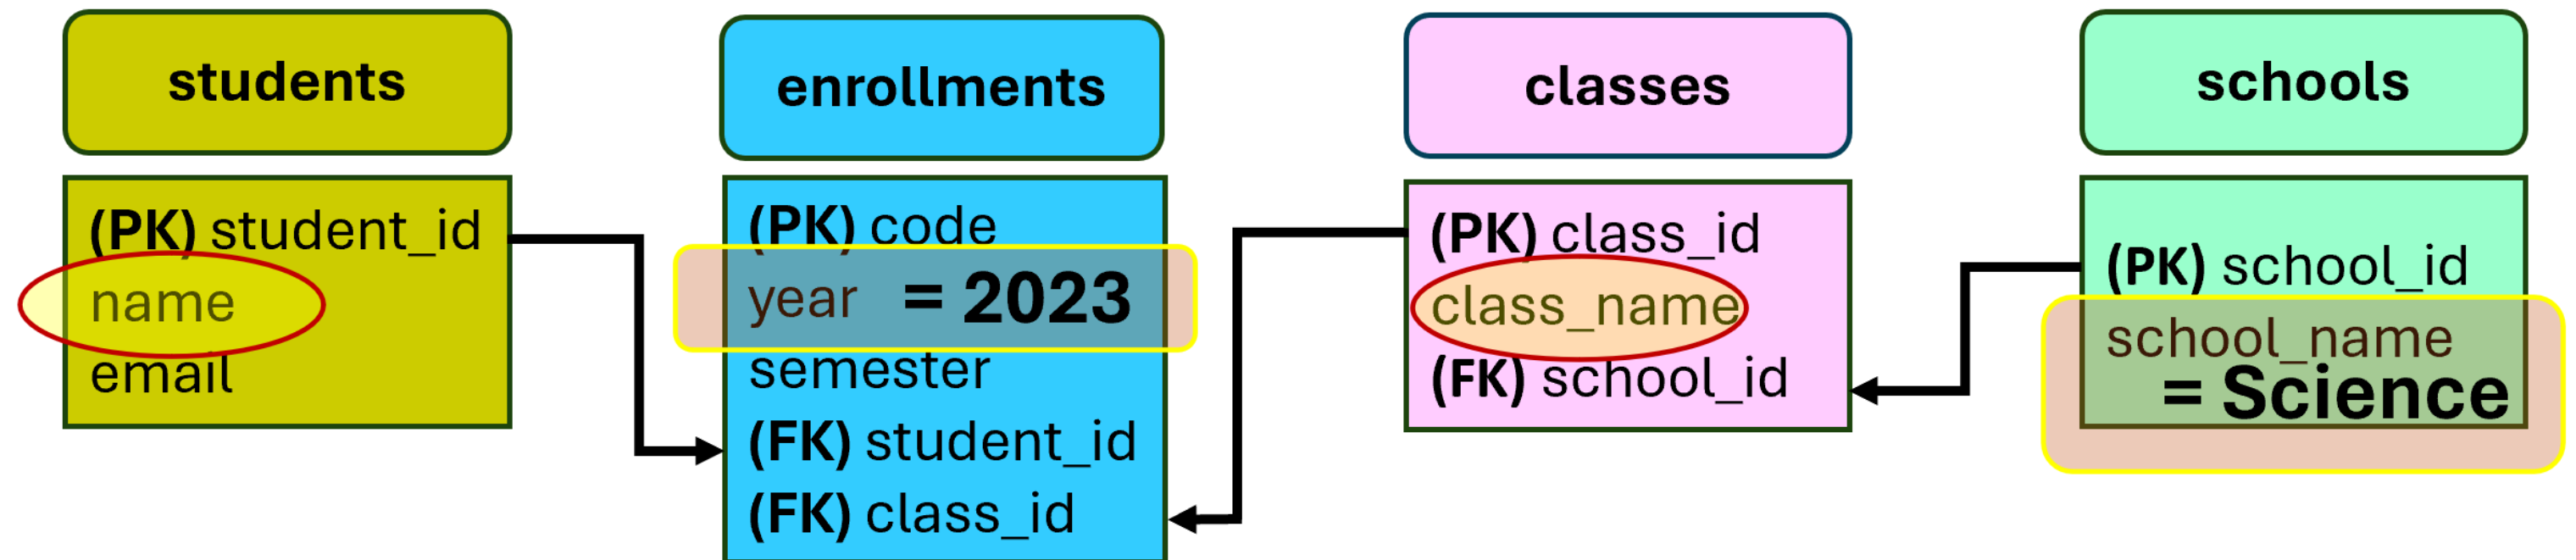 students
(PK) student_id
name
email
enrollments
(PK) code
year = 2023
semester
(FK) student_id
(FK) class_id
classes
(PK) class_id
class_name
(FK) school_id
schools
(PK) school_id
school_name
= Science